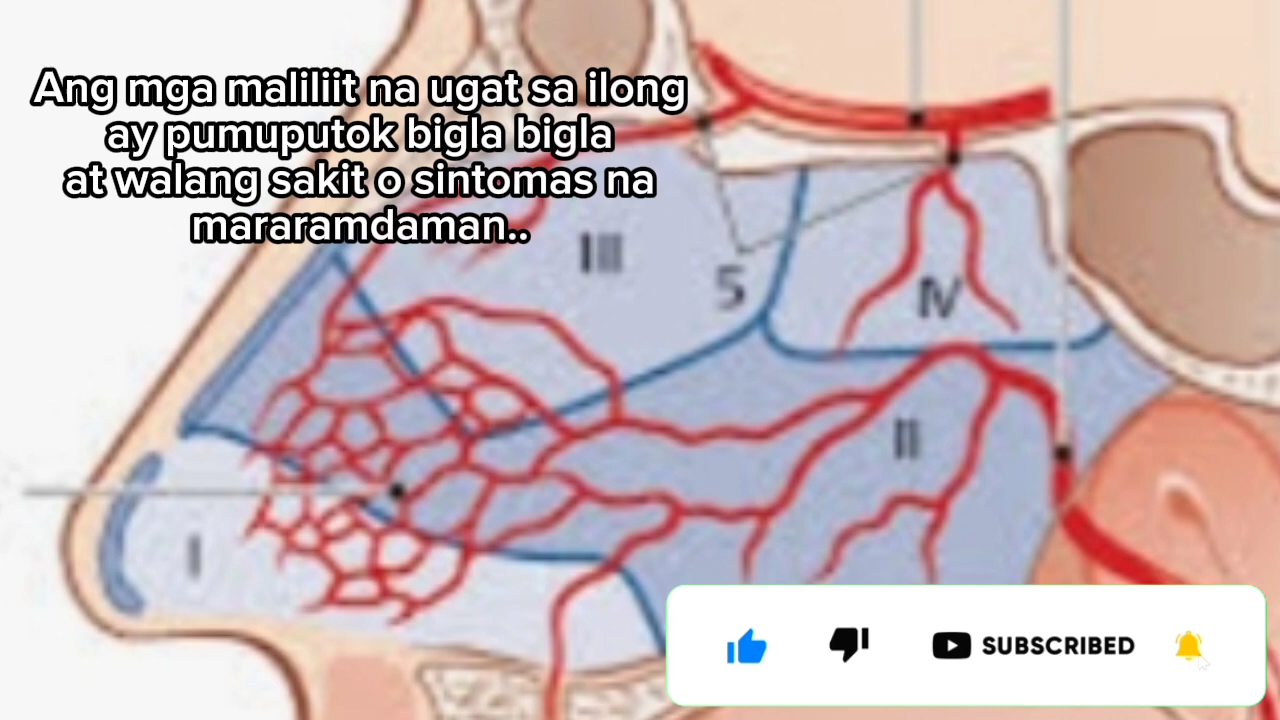 Ang mga maliliit na ugat sa ilong
ay pumuputok bigla bigla
at walang sakit o sintomas na
mararamdaman..
III
5
IV
II
I
SUBSCRIBED